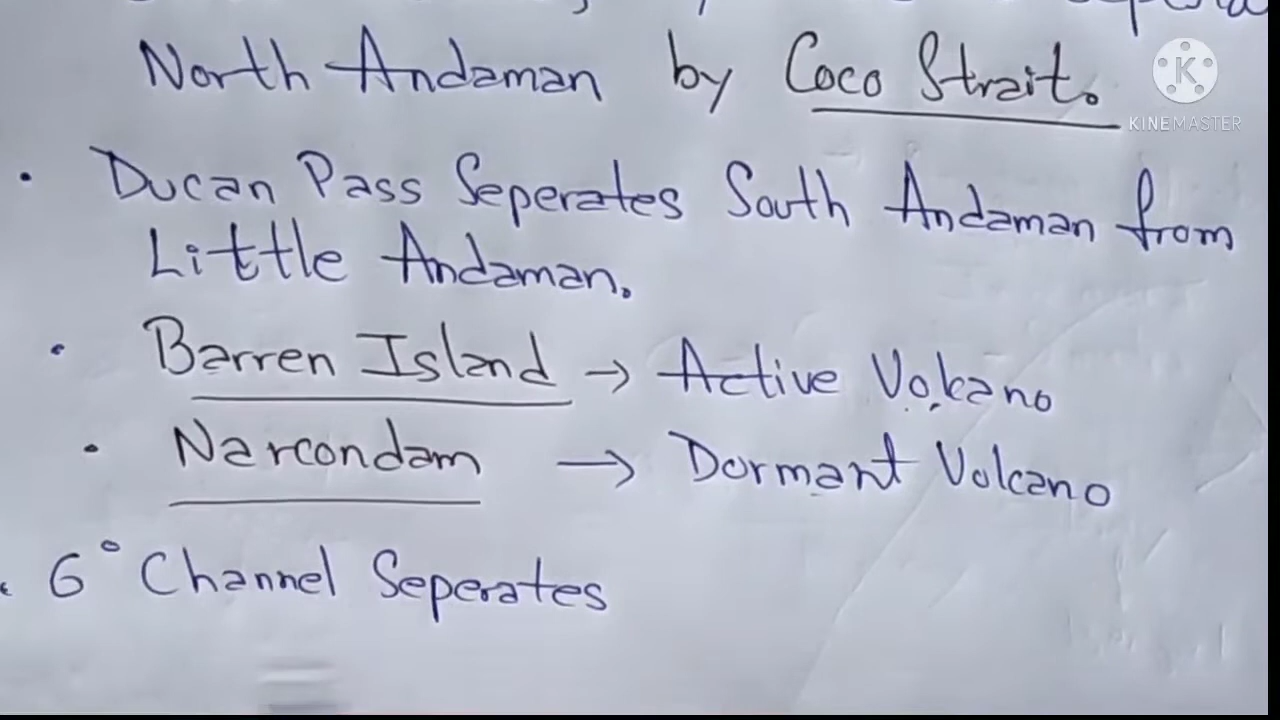 North Andaman by Coco Strait.
KINEMASTER
• Ducan Pass Seperates South Andaman from
Little Andaman.
• Barren Island → Active Volcano
• Narcondam → Dormant Volcano
6° Channel Seperates